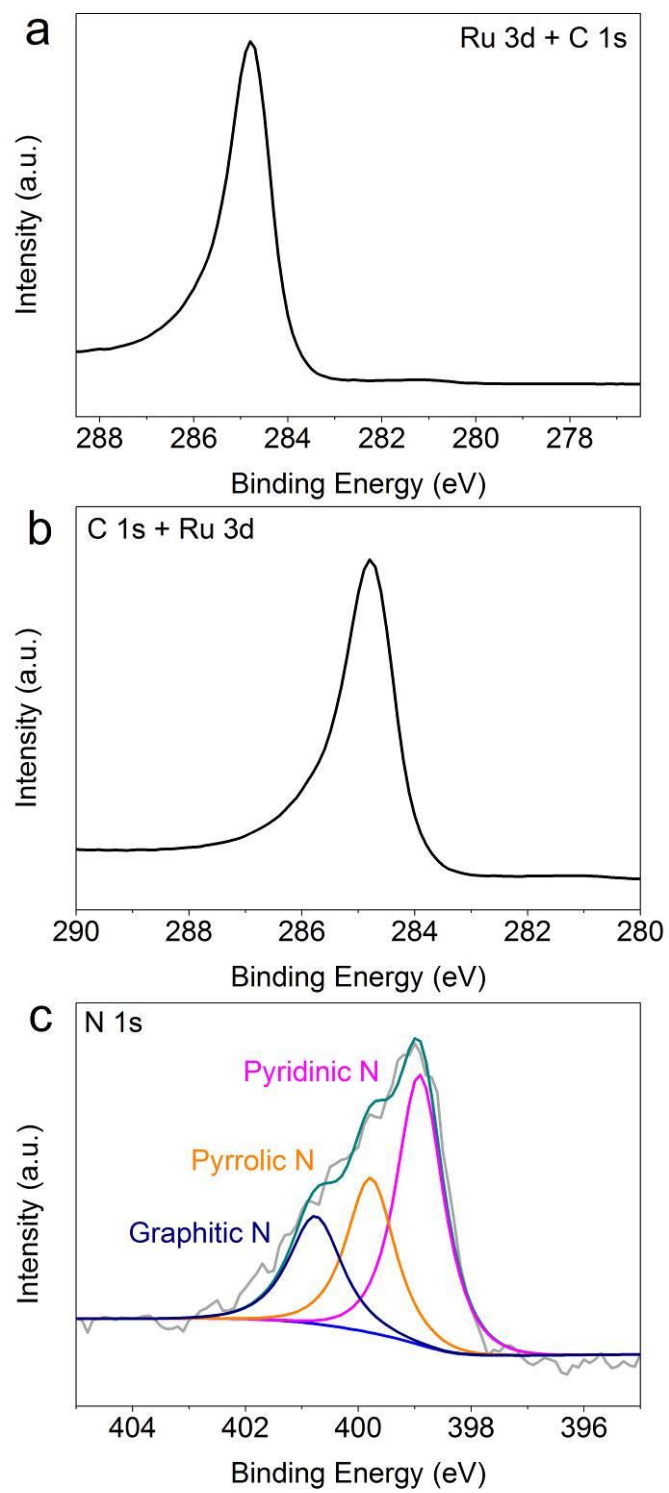 a
Ru 3d + C 1s
Intensity (a.u.)
288 286 284 282 280 278
Binding Energy (eV)
b
C 1s + Ru 3d
Intensity (a.u.)
290 288 286 284 282 280
Binding Energy (eV)
c
N 1s
Pyridinic N
Pyrrolic N
Graphitic N
Intensity (a.u.)
404 402 400 398 396
Binding Energy (eV)